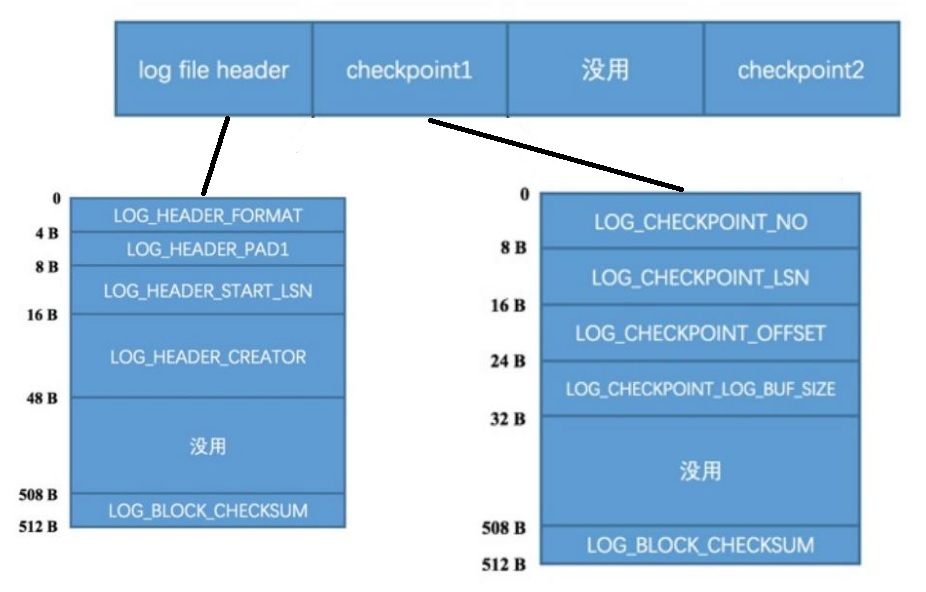 log file header
checkpoint1
没用
checkpoint2
0
LOG_HEADER_FORMAT
4 B
LOG_HEADER_PAD1
8 B
LOG_HEADER_START_LSN
16 B
LOG_HEADER_CREATOR
48 B
没用
508 B
LOG_BLOCK_CHECKSUM
512 B
0
LOG_CHECKPOINT_NO
8 B
LOG_CHECKPOINT_LSN
16 B
LOG_CHECKPOINT_OFFSET
24 B
LOG_CHECKPOINT_LOG_BUF_SIZE
32 B
没用
508 B
LOG_BLOCK_CHECKSUM
512 B